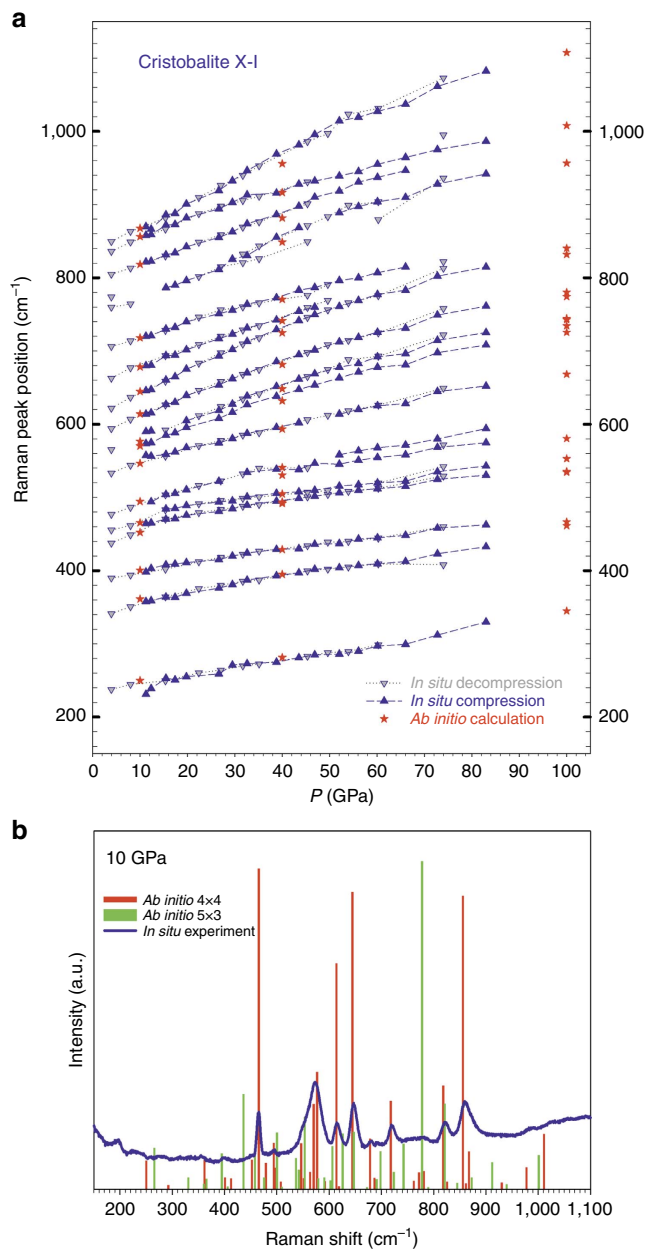 a
Cristobalite X-I
1,000
800
600
400
200
1,000
800
600
400
200
Raman peak position (cm⁻¹)
In situ decompression
In situ compression
Ab initio calculation
0 10 20 30 40 50 60 70 80 90 100
P (GPa)
b
10 GPa
Ab initio 4×4
Ab initio 5×3
In situ experiment
Intensity (a.u.)
200 300 400 500 600 700 800 900 1,000 1,100
Raman shift (cm⁻¹)